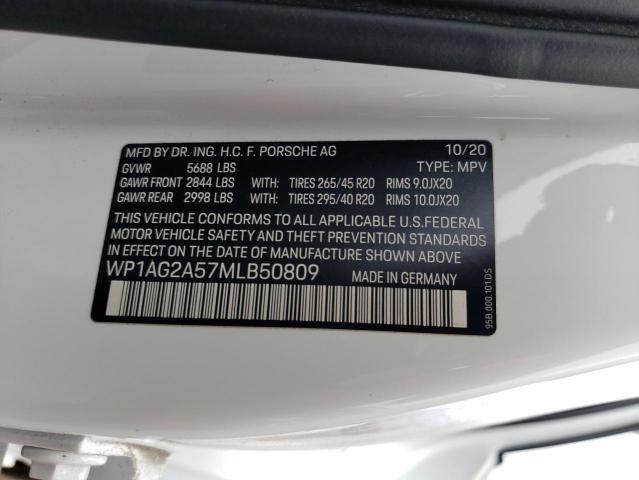 MFD BY DR. ING. H.C. F. PORSCHE AG 10/20
GVWR 5688 LBS TYPE: MPV
GAWR FRONT 2844 LBS WITH: TIRES 265/45 R20 RIMS 9.0JX20
GAWR REAR 2998 LBS WITH: TIRES 295/40 R20 RIMS 10.0JX20
THIS VEHICLE CONFORMS TO ALL APPLICABLE U.S.FEDERAL
MOTOR VEHICLE SAFETY AND THEFT PREVENTION STANDARDS
IN EFFECT ON THE DATE OF MANUFACTURE SHOWN ABOVE
WP1AG2A57MLB50809 MADE IN GERMANY
95B.000.101.DS